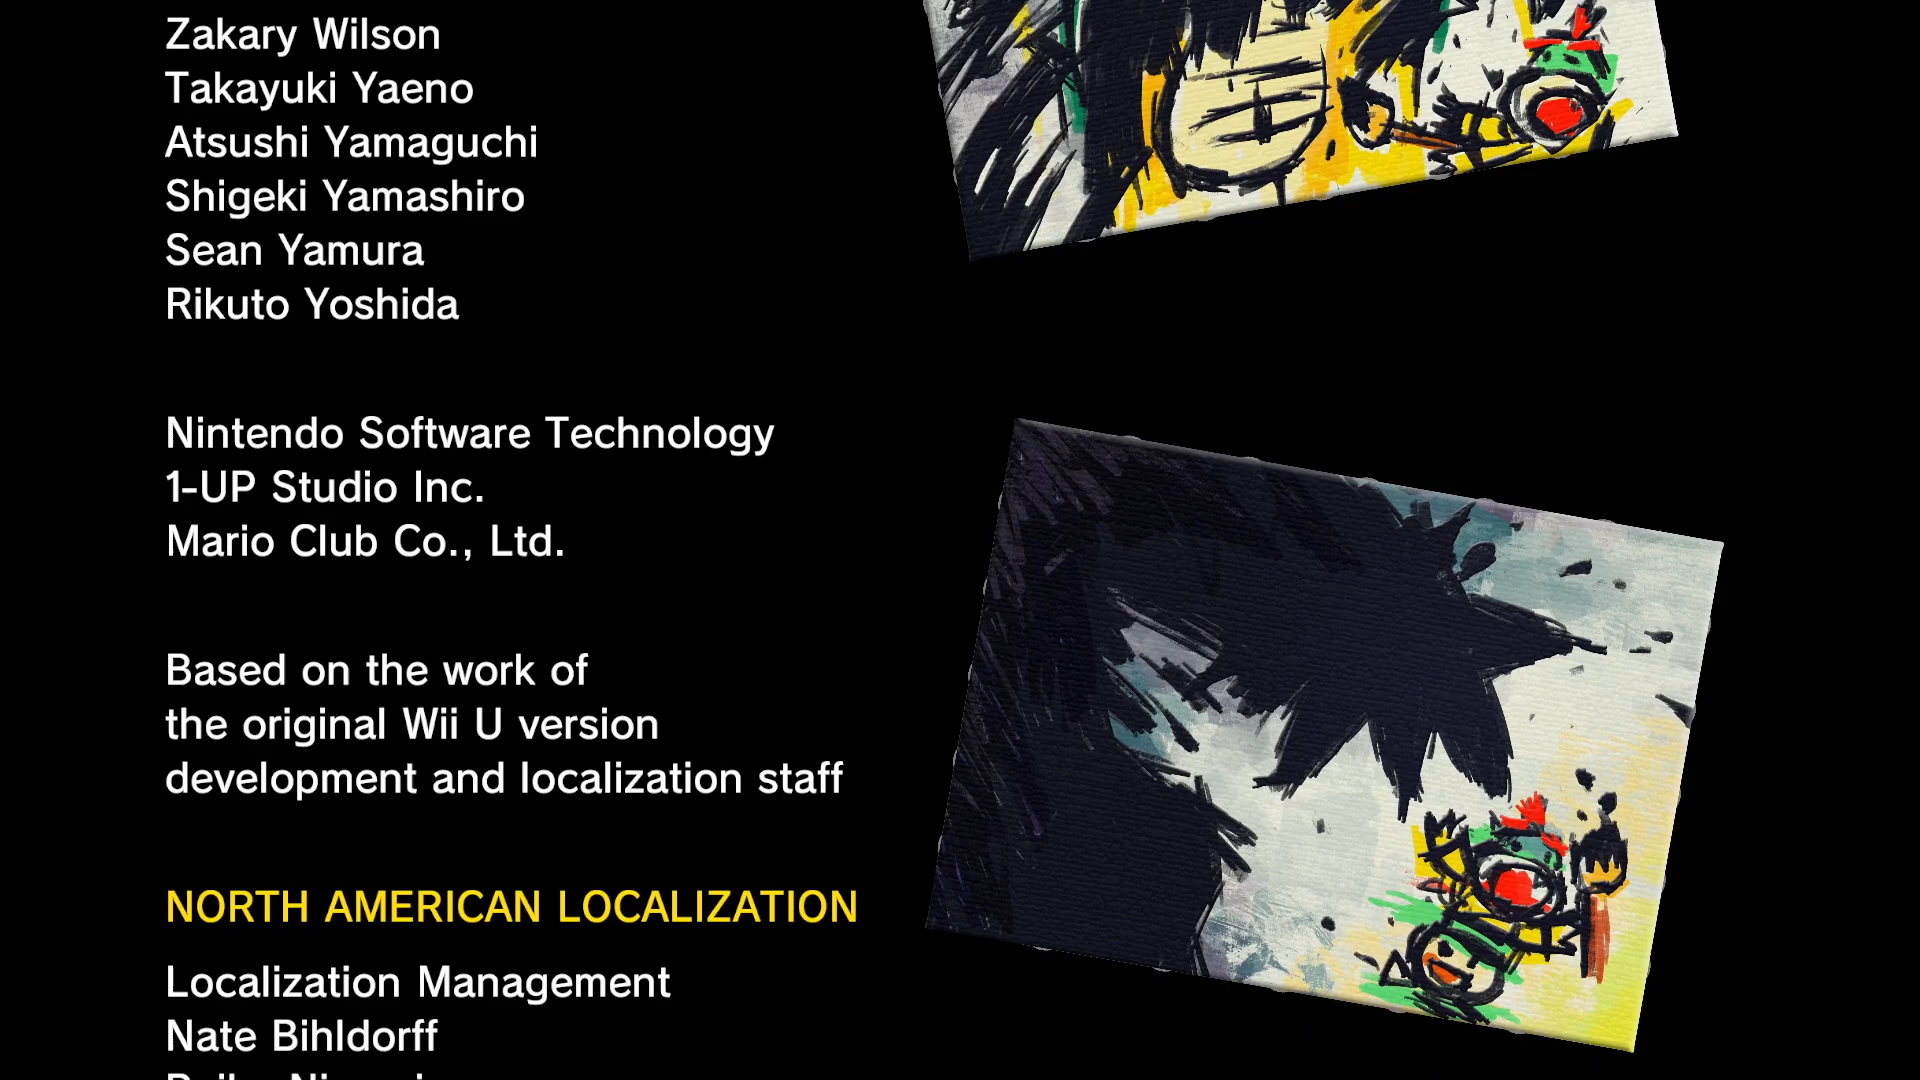 Zakary Wilson
Takayuki Yaeno
Atsushi Yamaguchi
Shigeki Yamashiro
Sean Yamura
Rikuto Yoshida
Nintendo Software Technology
1-UP Studio Inc.
Mario Club Co., Ltd.
Based on the work of
the original Wii U version
development and localization staff
NORTH AMERICAN LOCALIZATION
Localization Management
Nate Bihldorff